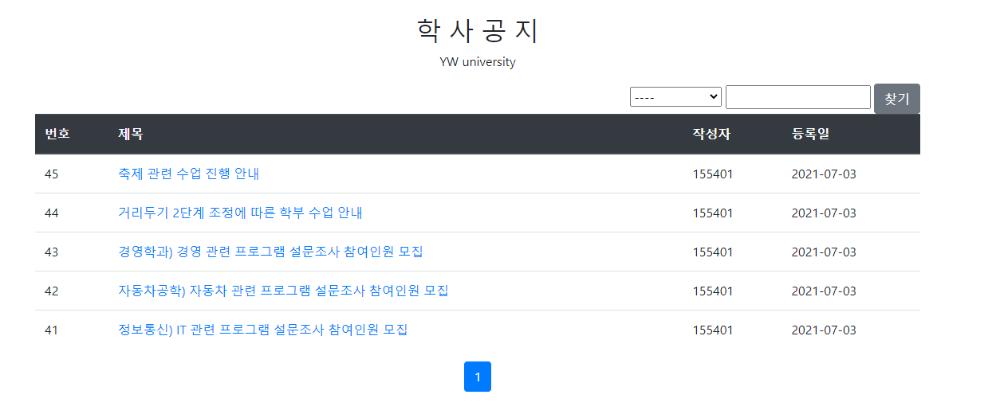 학 사 공 지
YW university
---- 찾기
번호 제목 작성자 등록일
45 축제 관련 수업 진행 안내 155401 2021-07-03
44 거리두기 2단계 조정에 따른 학부 수업 안내 155401 2021-07-03
43 경영학과) 경영 관련 프로그램 설문조사 참여인원 모집 155401 2021-07-03
42 자동차공학) 자동차 관련 프로그램 설문조사 참여인원 모집 155401 2021-07-03
41 정보통신) IT 관련 프로그램 설문조사 참여인원 모집 155401 2021-07-03
1